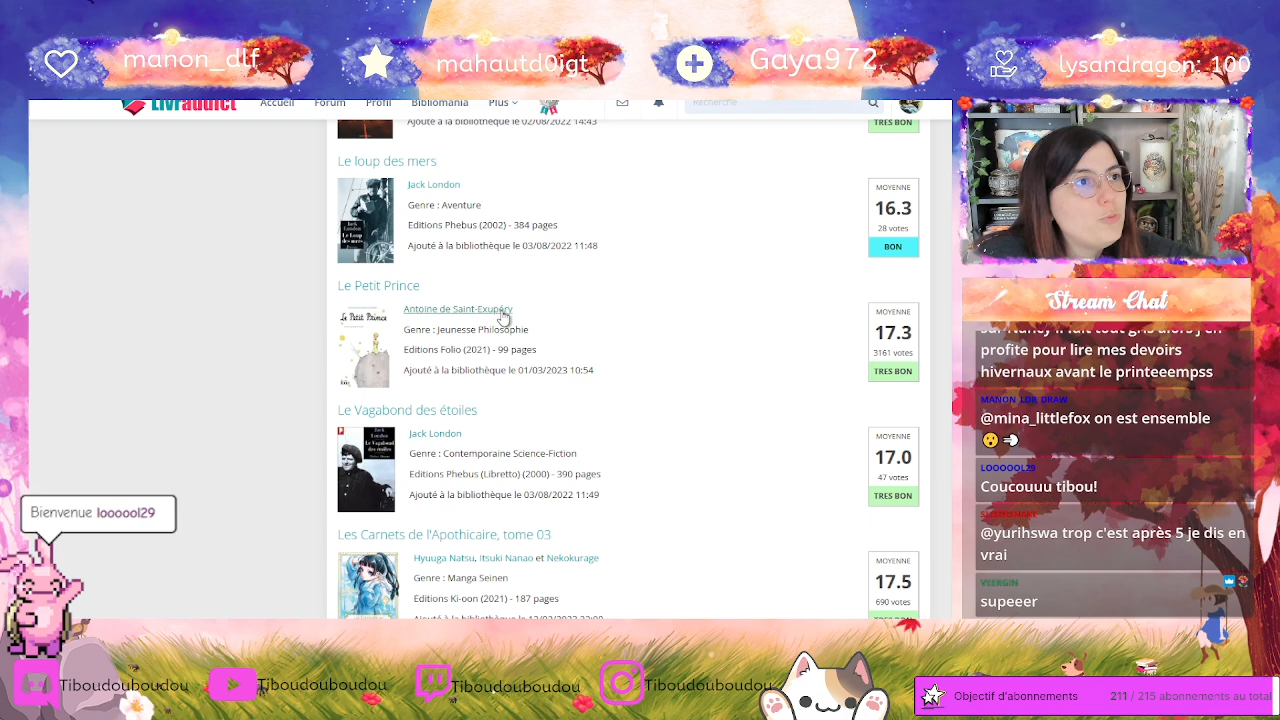 manon_dlf
mahautd0igt
Gaya972
lysandragon: 100
Livraddict
Accueil
Forum
Profil
Bibliomania
Plus
Recherche
Ajouté à la bibliothèque le 02/08/2022 14:43
TRES BON
Le loup des mers
Jack London
Genre : Aventure
Editions Phebus (2002) - 384 pages
Ajouté à la bibliothèque le 03/08/2022 11:48
MOYENNE
16.3
28 votes
BON
Le Petit Prince
Antoine de Saint-Exupéry
Genre : Jeunesse Philosophie
Editions Folio (2021) - 99 pages
Ajouté à la bibliothèque le 01/03/2023 10:54
MOYENNE
17.3
3161 votes
TRES BON
Le Vagabond des étoiles
Jack London
Genre : Contemporaine Science-Fiction
Editions Phebus (Libretto) (2000) - 390 pages
Ajouté à la bibliothèque le 03/08/2022 11:49
MOYENNE
17.0
47 votes
TRES BON
Les Carnets de l'Apothicaire, tome 03
Hyuuga Natsu, Itsuki Nanao et Nekokurage
Genre : Manga Seinen
Editions Ki-oon (2021) - 187 pages
MOYENNE
17.5
690 votes
Stream Chat
profite pour lire mes devoirs
hivernaux avant le printeeempss
MANON_LDR_DRAW
@mina_littlefox on est ensemble
LOOOOOL29
Coucouuu tibou!
@yurihswa trop c'est après 5 je dis en
vrai
VEERGIN
supeeer
Bienvenue loooool29
Tiboudouboudou
Tiboudouboudou
Tiboudouboudou
Tiboudouboudou
Objectif d'abonnements
211 / 215 abonnements au total